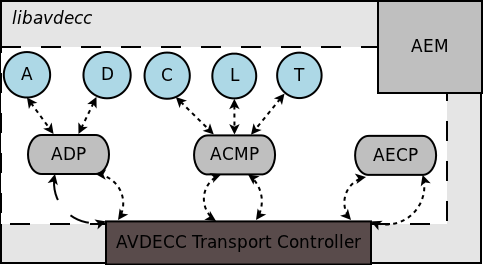 libavdecc
AEM
A
D
C
L
T
ADP
ACMP
AECP
AVDECC Transport Controller